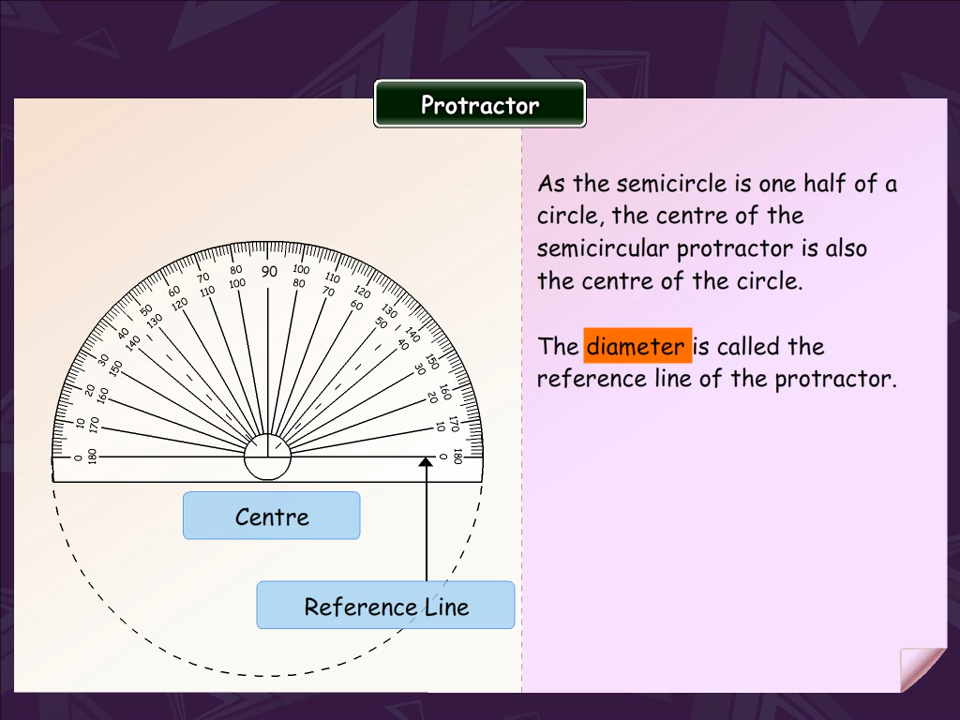 Protractor
As the semicircle is one half of a
circle, the centre of the
semicircular protractor is also
the centre of the circle.
The diameter is called the
reference line of the protractor.
0 10 20 30 40 50 60 70 80 90 100 110 120 130 140 150 160 170 180
180 170 160 150 140 130 120 110 100 80 70 60 50 40 30 20 10 0
Centre
Reference Line